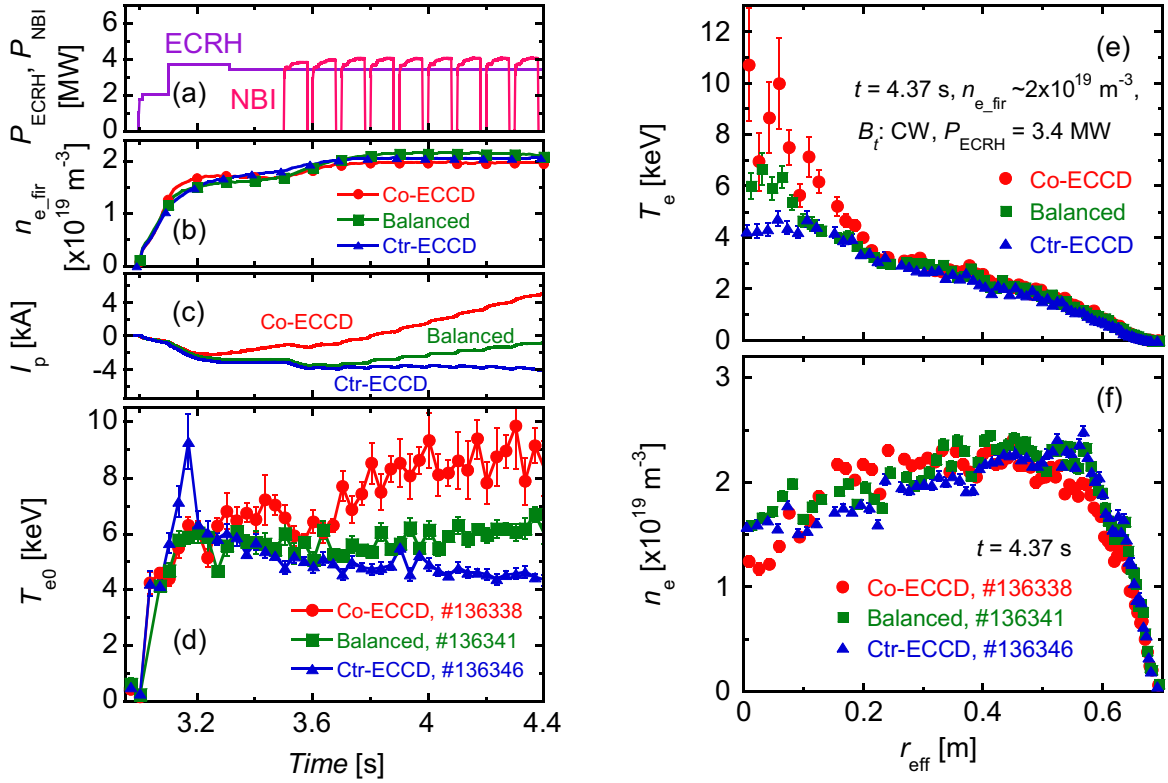 P_ECRH, P_NBI
[MW]
6
4
2
0
ECRH
NBI
(a)
n_e_fir
[x10^19 m^-3]
2
1
0
Co-ECCD
Balanced
Ctr-ECCD
(b)
I_p [kA]
4
0
-4
(c)
Co-ECCD
Balanced
Ctr-ECCD
T_e0 [keV]
10
8
6
4
2
0
(d)
Co-ECCD, #136338
Balanced, #136341
Ctr-ECCD, #136346
3.2
3.6
4
4.4
Time [s]
T_e [keV]
12
10
8
6
4
2
0
(e)
t = 4.37 s, n_e_fir ~2x10^19 m^-3,
B_t: CW, P_ECRH = 3.4 MW
Co-ECCD
Balanced
Ctr-ECCD
n_e [x10^19 m^-3]
3
2
1
0
(f)
t = 4.37 s
Co-ECCD, #136338
Balanced, #136341
Ctr-ECCD, #136346
0
0.2
0.4
0.6
r_eff [m]